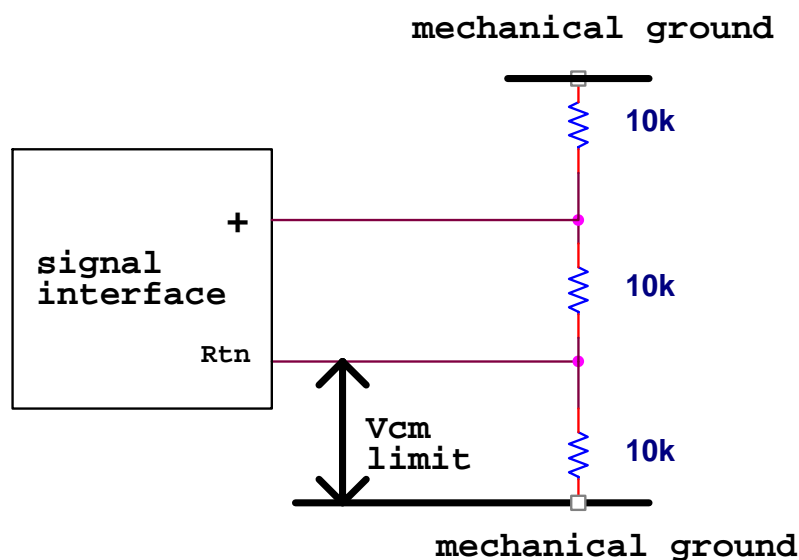 mechanical ground
10k
+
signal
interface
10k
Rtn
Vcm
limit
10k
mechanical ground